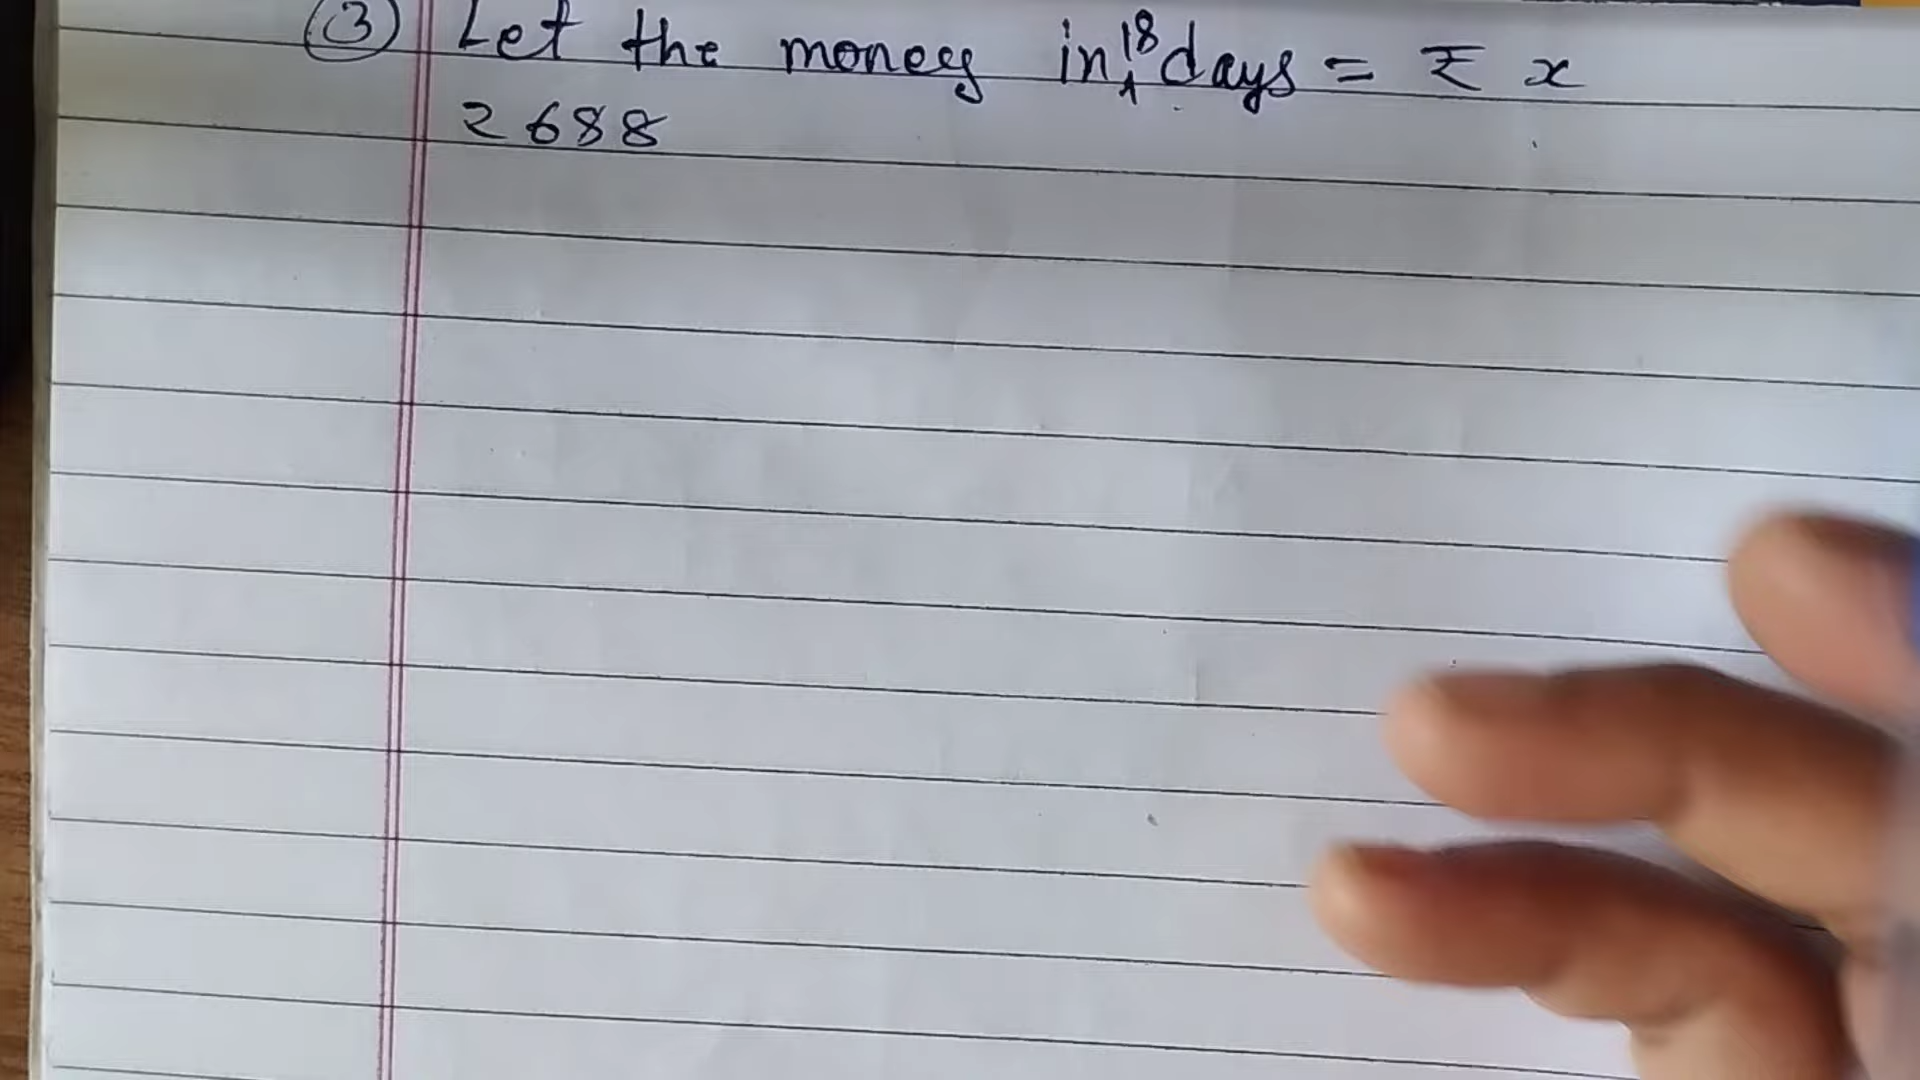 ③ Let the money in 18 days = ₹ x
2688